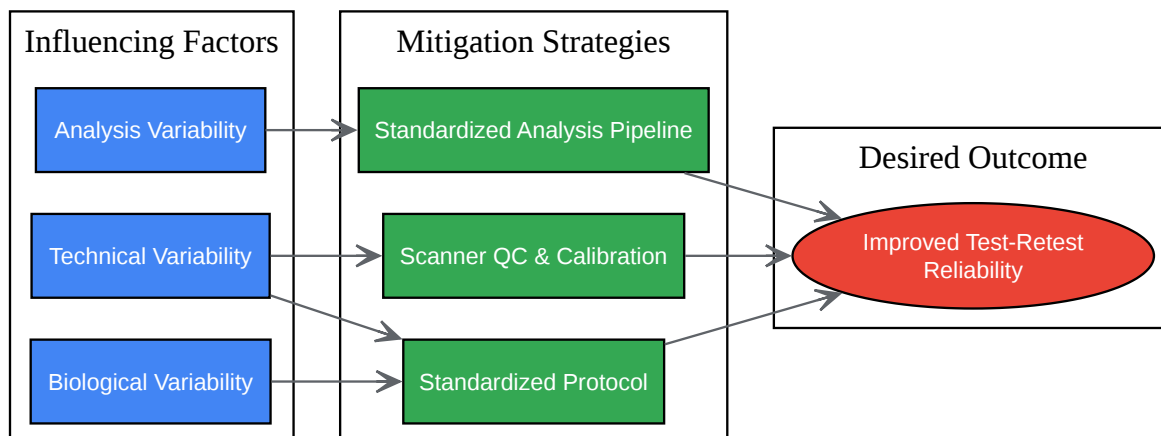 Influencing Factors
Analysis Variability
Technical Variability
Biological Variability
Mitigation Strategies
Standardized Analysis Pipeline
Scanner QC & Calibration
Standardized Protocol
Desired Outcome
Improved Test-Retest
Reliability